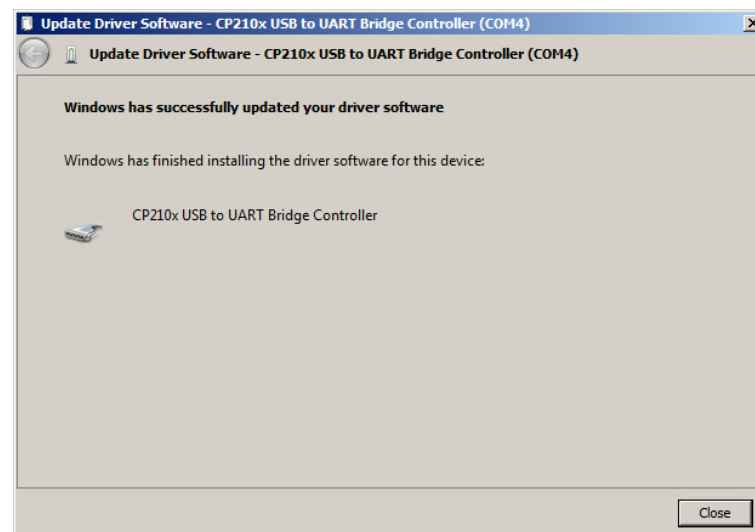 Update Driver Software - CP210x USB to UART Bridge Controller (COM4)
Update Driver Software - CP210x USB to UART Bridge Controller (COM4)
Windows has successfully updated your driver software
Windows has finished installing the driver software for this device:
CP210x USB to UART Bridge Controller
Close